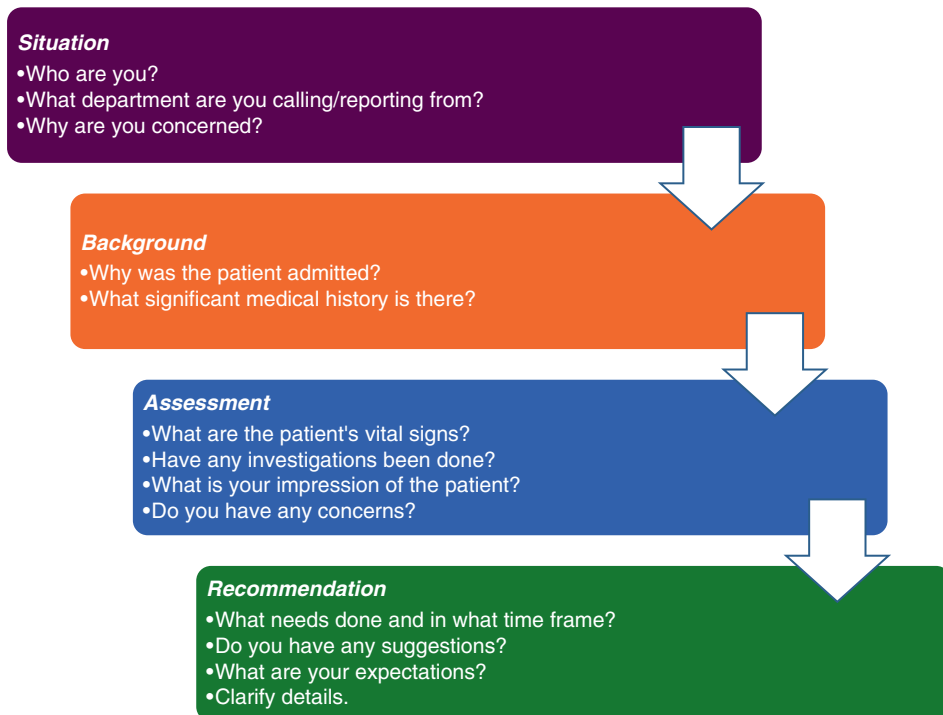 Situation
•Who are you?
•What department are you calling/reporting from?
•Why are you concerned?
Background
•Why was the patient admitted?
•What significant medical history is there?
Assessment
•What are the patient's vital signs?
•Have any investigations been done?
•What is your impression of the patient?
•Do you have any concerns?
Recommendation
•What needs done and in what time frame?
•Do you have any suggestions?
•What are your expectations?
•Clarify details.